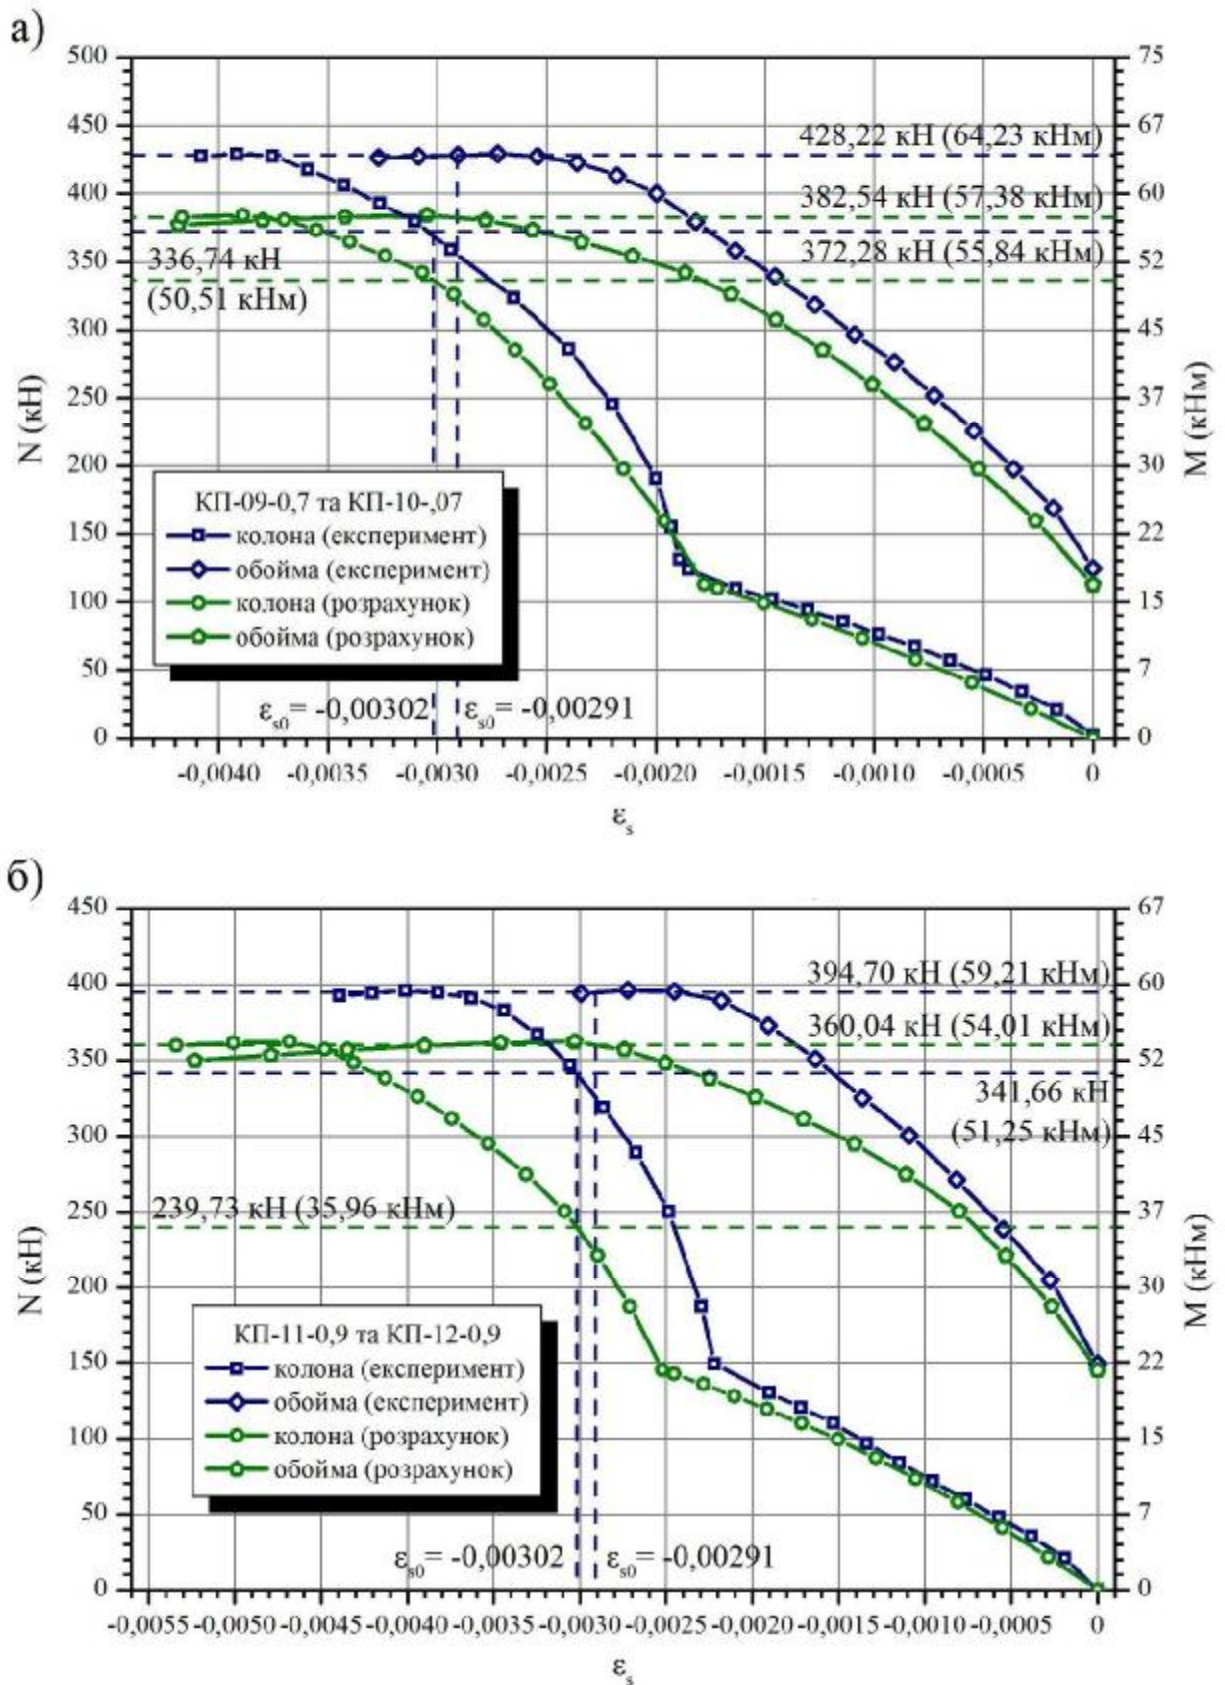 а)
500
75
450
428,22 кН (64,23 кНм)
67
400
382,54 кН (57,38 кНм)
60
350
336,74 кН
372,28 кН (55,84 кНм)
52
(50,51 кНм)
300
45
N (кН)
250
37
M (кНм)
200
30
КП-09-0,7 та КП-10-,07
150
колона (експеримент)
22
обойма (експеримент)
100
колона (розрахунок)
15
обойма (розрахунок)
50
7
εs0= -0,00302
εs0= -0,00291
0
0
-0,0040 -0,0035 -0,0030 -0,0025 -0,0020 -0,0015 -0,0010 -0,0005 0
εs
б)
450
67
400
394,70 кН (59,21 кНм)
60
360,04 кН (54,01 кНм)
350
52
341,66 кН
300
(51,25 кНм)
45
250
239,73 кН (35,96 кНм)
37
N (кН)
M (кНм)
200
30
КП-11-0,9 та КП-12-0,9
150
колона (експеримент)
22
обойма (експеримент)
100
колона (розрахунок)
15
обойма (розрахунок)
50
7
εs0= -0,00302
εs0= -0,00291
0
0
-0,0055 -0,0050 -0,0045 -0,0040 -0,0035 -0,0030 -0,0025 -0,0020 -0,0015 -0,0010 -0,0005 0
εs